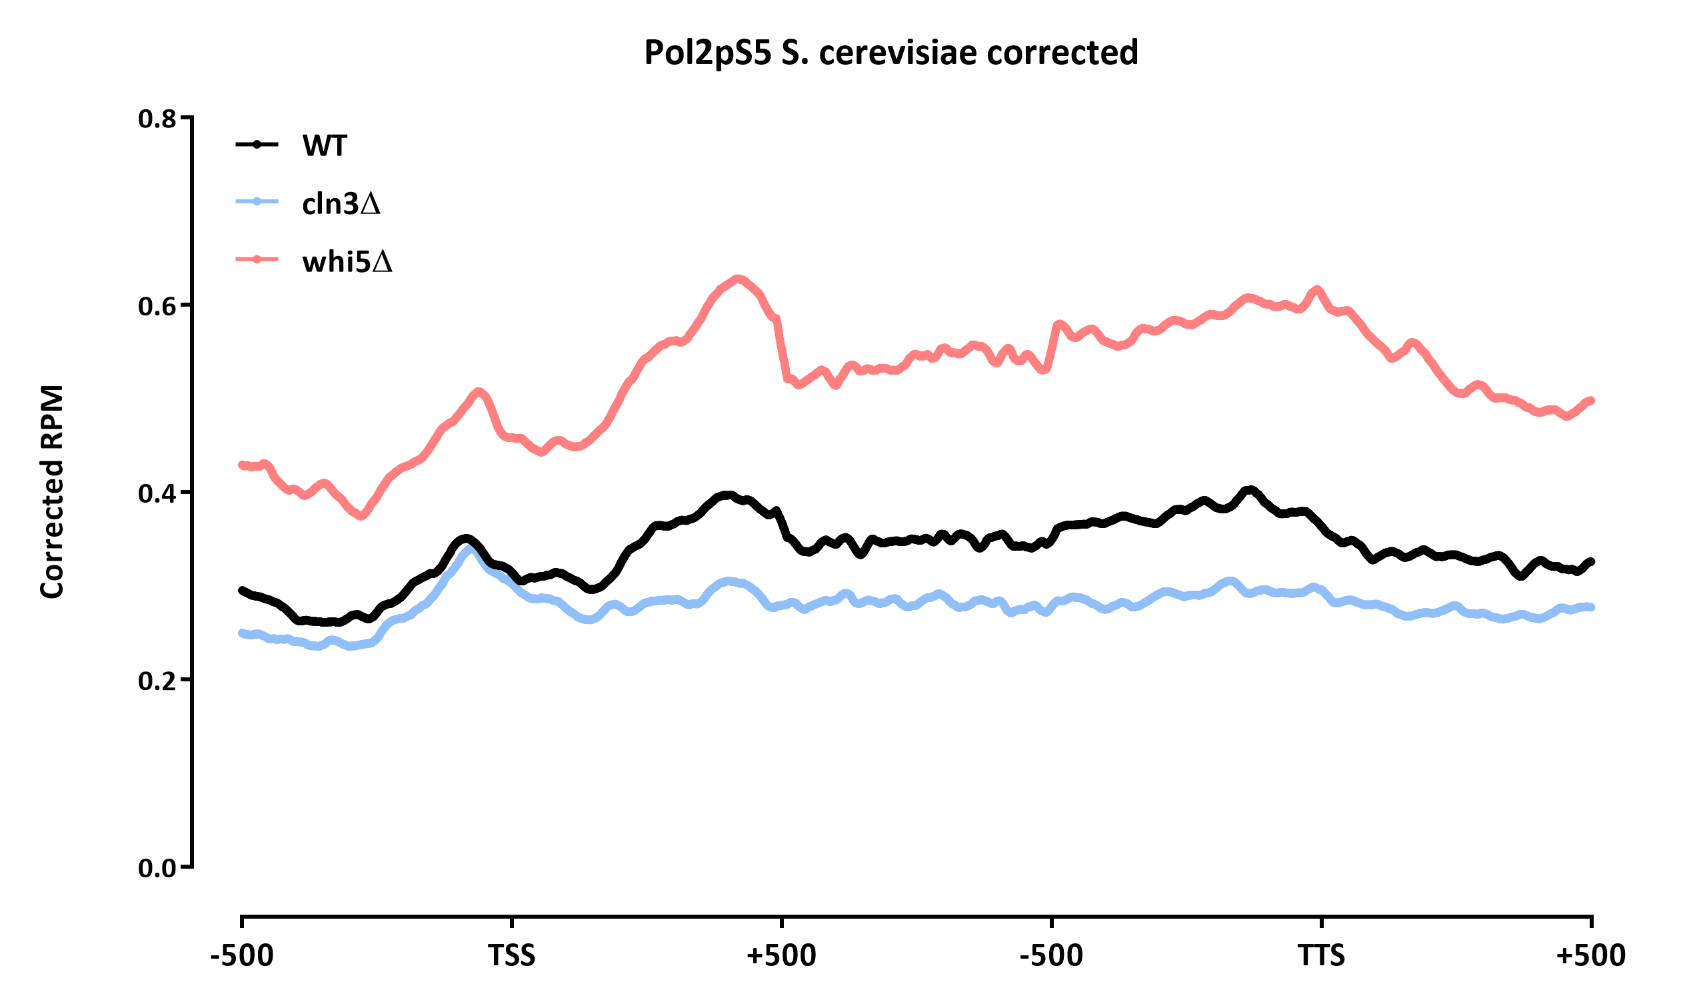 Pol2pS5 S. cerevisiae corrected
0.8
WT
cln3Δ
whi5Δ
0.6
Corrected RPM
0.4
0.2
0.0
-500 TSS +500 -500 TTS +500